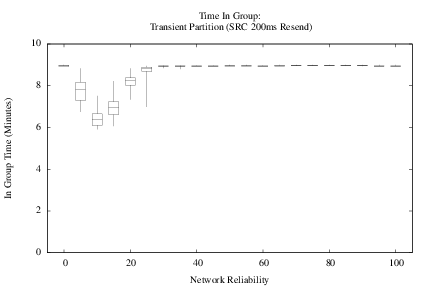 Time In Group:
Transient Partition (SRC 200ms Resend)
10
8
6
4
2
0
In Group Time (Minutes)
0 20 40 60 80 100
Network Reliability